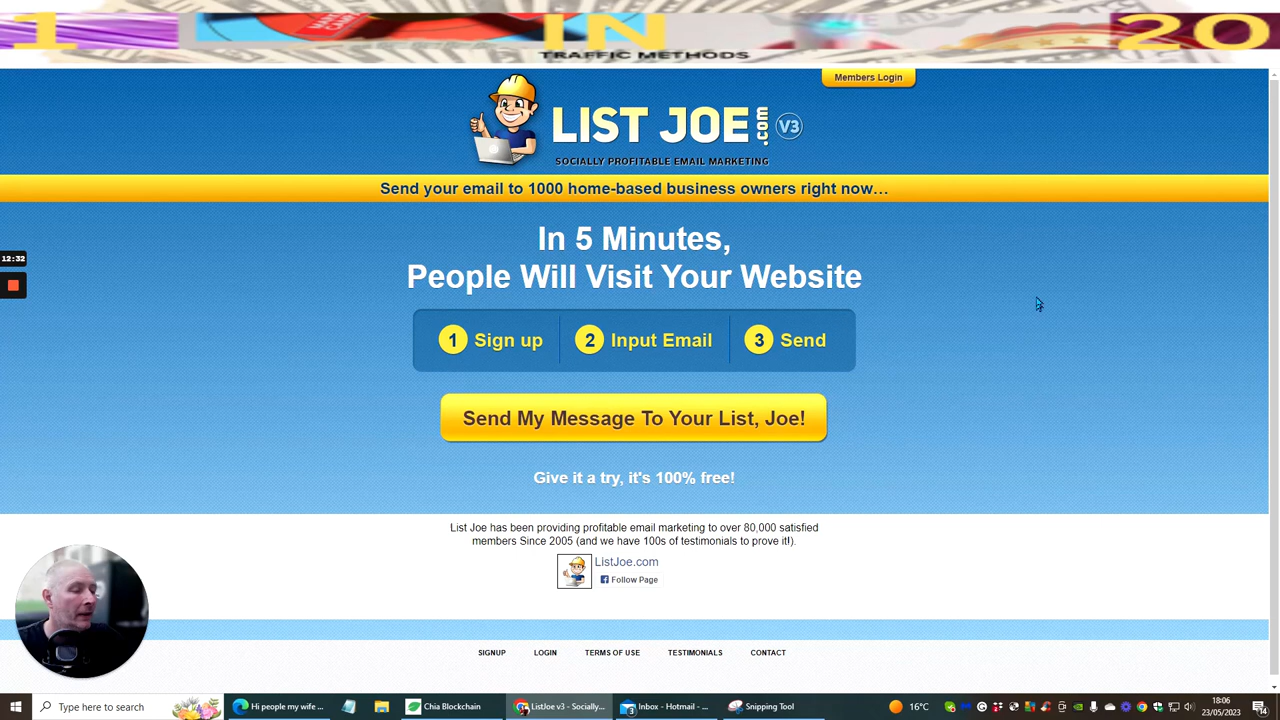 1 IN 20
TRAFFIC METHODS
Members Login
LIST JOE .com V3
SOCIALLY PROFITABLE EMAIL MARKETING
Send your email to 1000 home-based business owners right now…
12:32
In 5 Minutes,
People Will Visit Your Website
1 Sign up 2 Input Email 3 Send
Send My Message To Your List, Joe!
Give it a try, it's 100% free!
List Joe has been providing profitable email marketing to over 80,000 satisfied
members Since 2005 (and we have 100s of testimonials to prove it!).
ListJoe.com
Follow Page
SIGNUP LOGIN TERMS OF USE TESTIMONIALS CONTACT
Type here to search
Hi people my wife ...
Chia Blockchain
ListJoe v3 - Socially...
Inbox - Hotmail - ...
Snipping Tool
16°C
18:06
23/05/2023